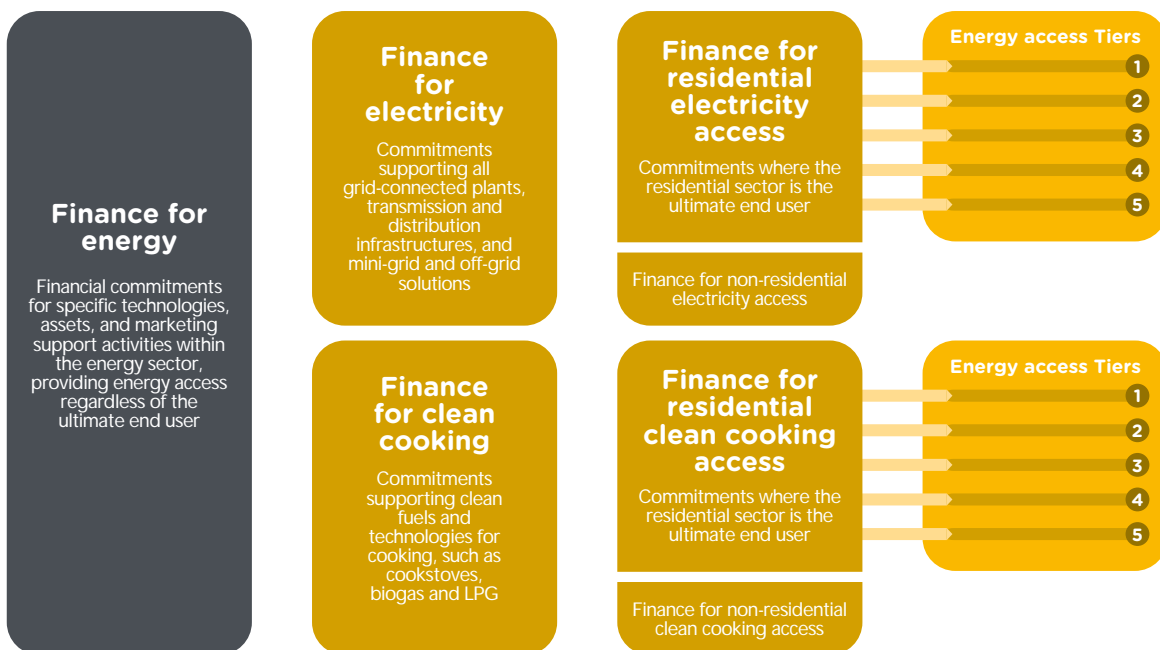 Finance for
energy
Financial commitments
for specific technologies,
assets, and marketing
support activities within
the energy sector,
providing energy access
regardless of the
ultimate end user
Finance
for
electricity
Commitments
supporting all
grid-connected plants,
transmission and
distribution
infrastructures, and
mini-grid and off-grid
solutions
Finance for
residential
electricity
access
Commitments where the
residential sector is the
ultimate end user
Finance for non-residential
electricity access
Energy access Tiers
1
2
3
4
5
Finance
for clean
cooking
Commitments
supporting clean
fuels and
technologies for
cooking, such as
cookstoves,
biogas and LPG
Finance for
residential
clean cooking
access
Commitments where the
residential sector is the
ultimate end user
Finance for non-residential
clean cooking access
Energy access Tiers
1
2
3
4
5